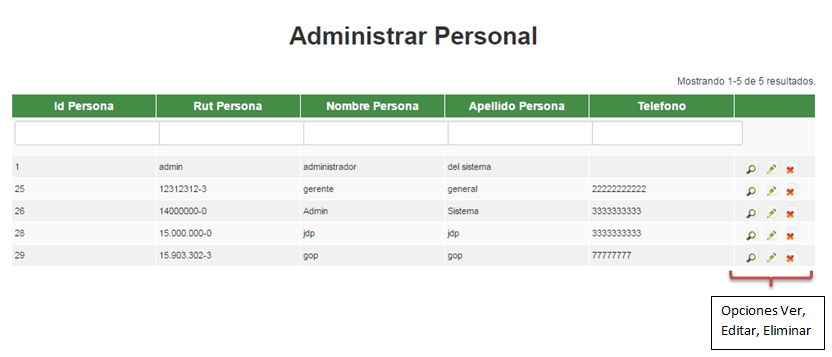 Administrar Personal
Mostrando 1-5 de 5 resultados.
Id Persona Rut Persona Nombre Persona Apellido Persona Telefono
1 admin administrador del sistema
25 12312312-3 gerente general 22222222222
26 14000000-0 Admin Sistema 3333333333
28 15.000.000-0 jdp jdp 3333333333
29 15.903.302-3 gop gop 77777777
Opciones Ver,
Editar, Eliminar